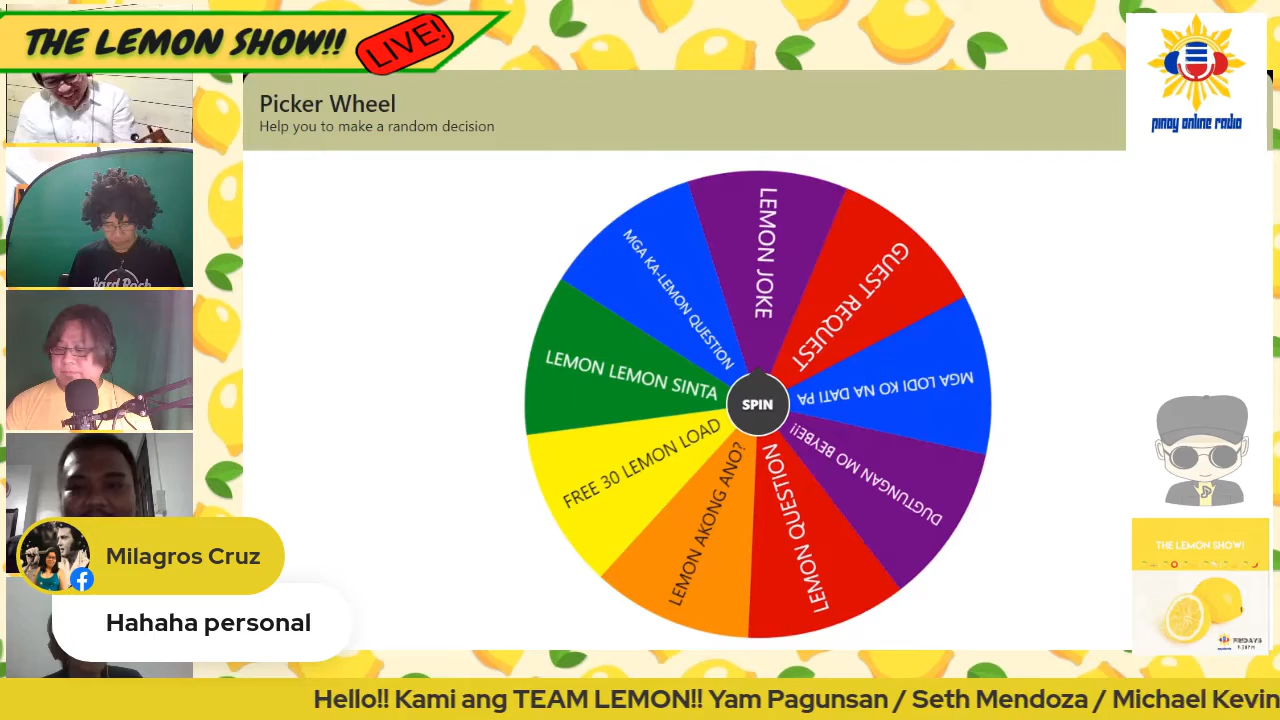 THE LEMON SHOW!!
LIVE!
pinoy online radio
Picker Wheel
Help you to make a random decision
LEMON JOKE
GUEST REQUEST
MGA LODI KO NA DATI PA
DUGTUNGAN MO BEYBE!!
LEMON QUESTION
LEMON AKONG ANO?
FREE 30 LEMON LOAD
LEMON LEMON SINTA
MGA KA-LEMON QUESTION
SPIN
Hard Rock
Milagros Cruz
Hahaha personal
THE LEMON SHOW!
FRIDAYS
Hello!! Kami ang TEAM LEMON!! Yam Pagunsan / Seth Mendoza / Michael Kevin